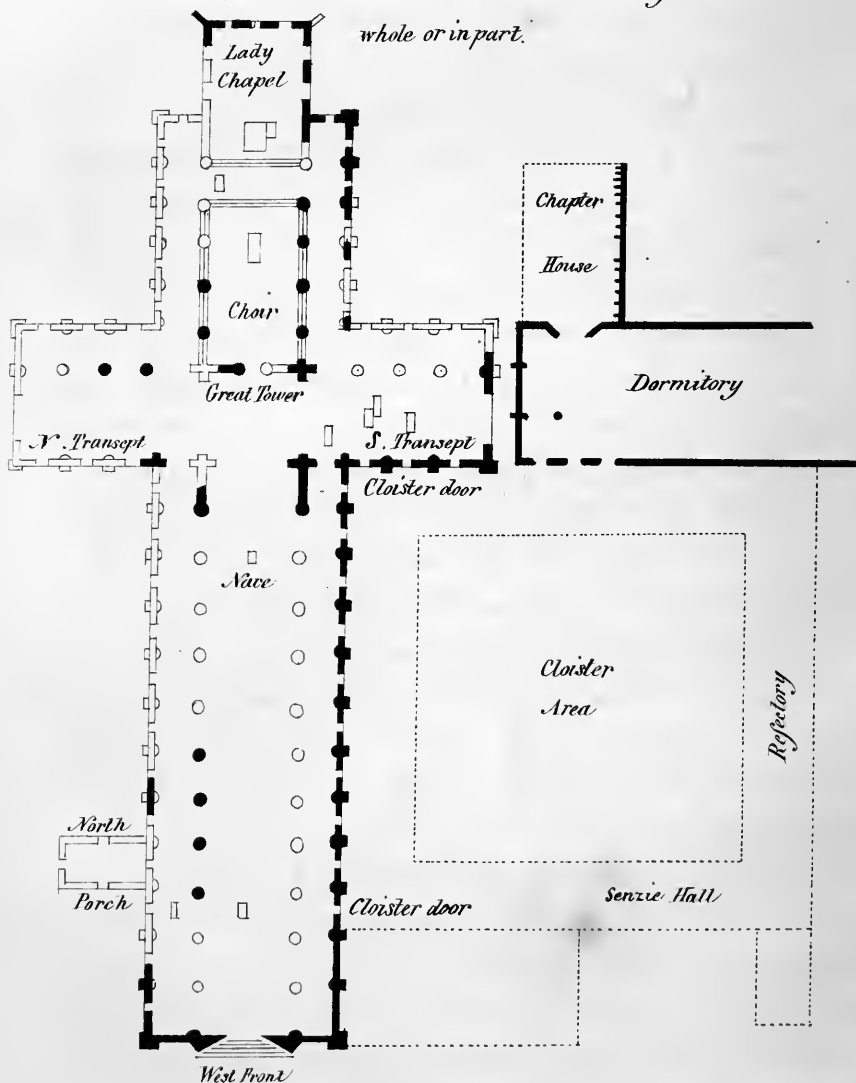 whole or in part.
Lady
Chapel
Chapter
House
Choir
Dormitory
Great Tower
N. Transept
S. Transept
Cloister door
Nave
Cloister
Area
Refectory
North
Porch
Cloister door
Senzie Hall
West Front